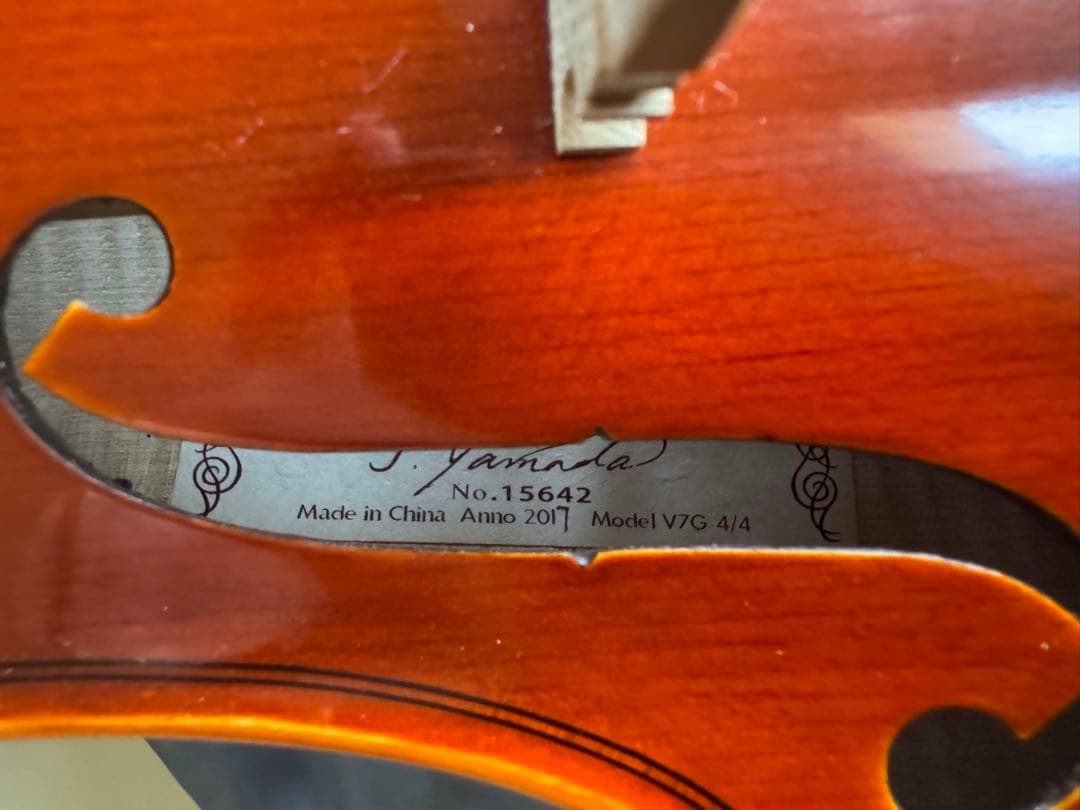 J. Yamada
No.15642
Made in China Anno 2017 Model V7G 4/4